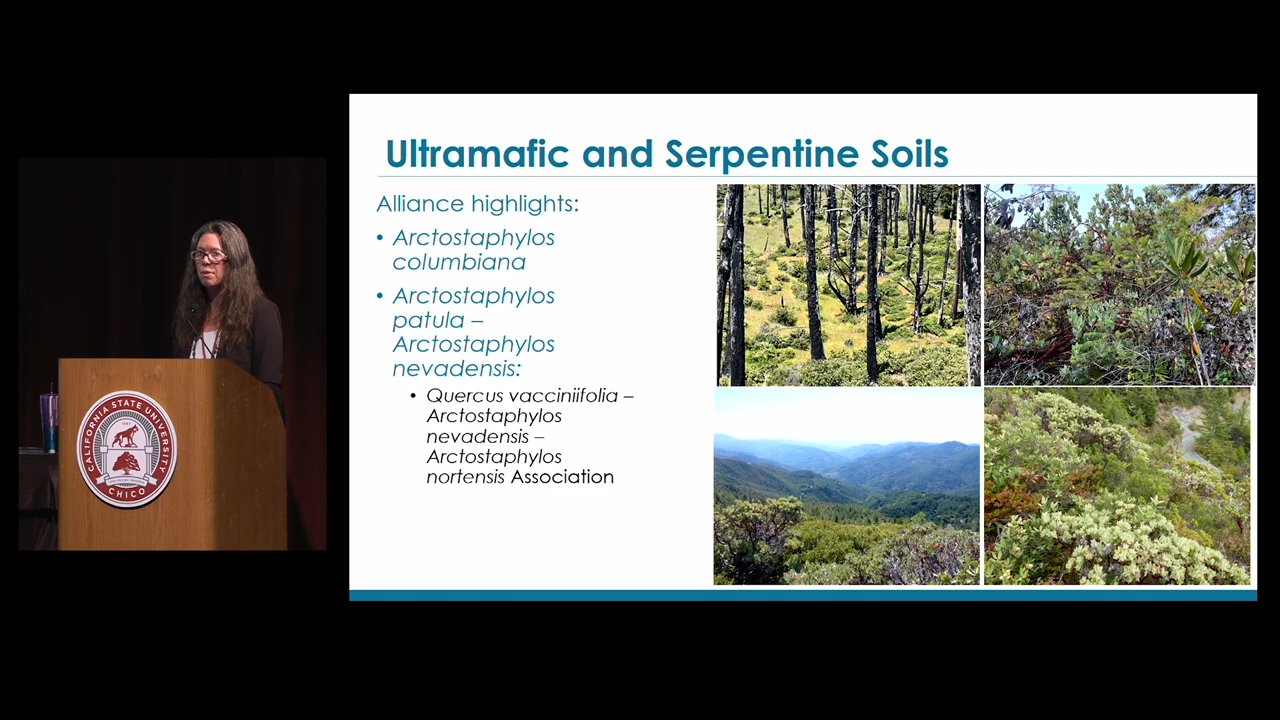 Ultramafic and Serpentine Soils
Alliance highlights:
• Arctostaphylos
columbiana
• Arctostaphylos
patula –
Arctostaphylos
nevadensis:
• Quercus vacciniifolia –
Arctostaphylos
nevadensis –
Arctostaphylos
nortensis Association
CALIFORNIA STATE UNIVERSITY
CHICO